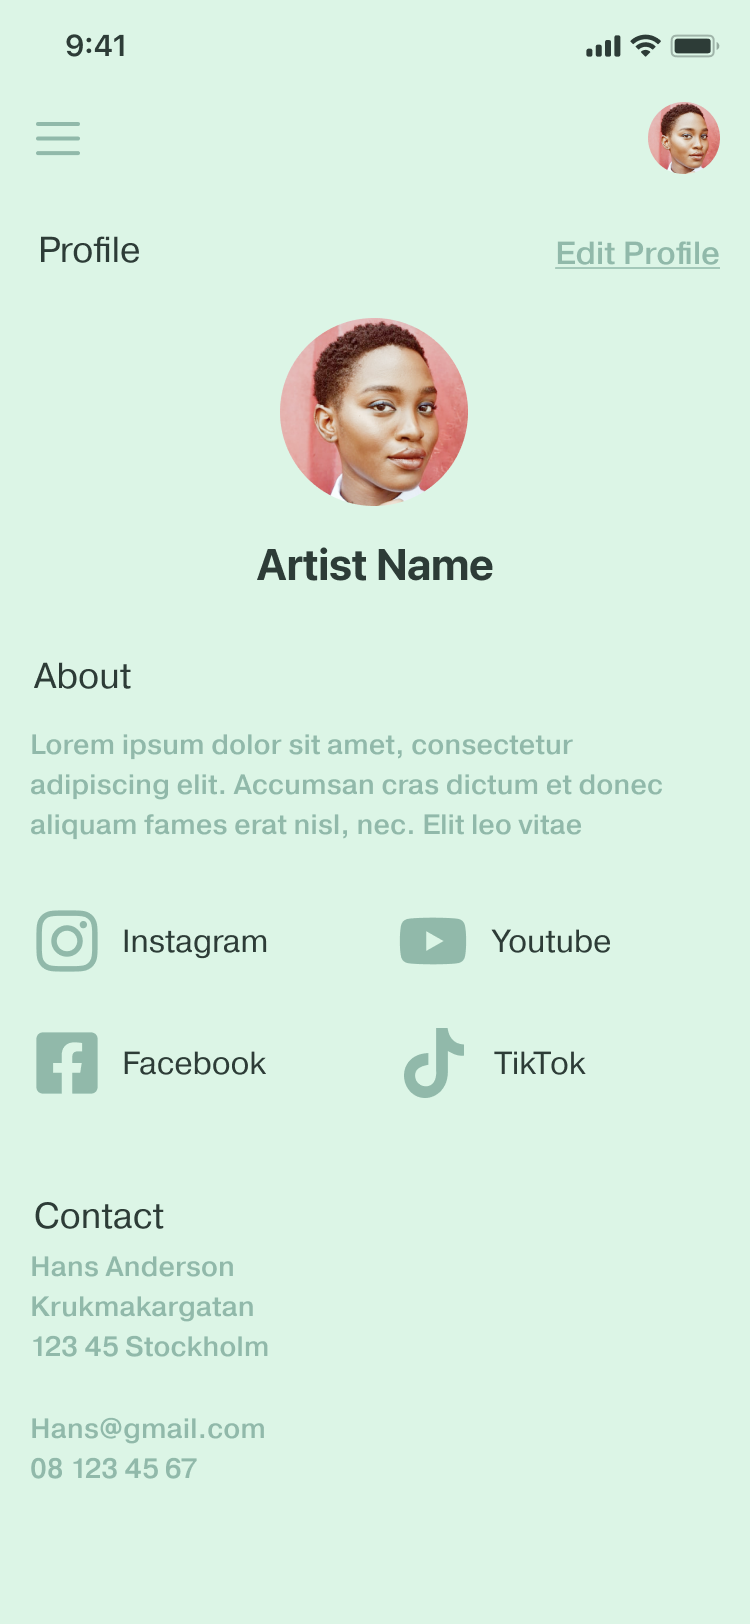 9:41
Profile
Edit Profile
Artist Name
About
Lorem ipsum dolor sit amet, consectetur
adipiscing elit. Accumsan cras dictum et donec
aliquam fames erat nisl, nec. Elit leo vitae
Instagram
Youtube
Facebook
TikTok
Contact
Hans Anderson
Krukmakargatan
123 45 Stockholm
Hans@gmail.com
08 123 45 67